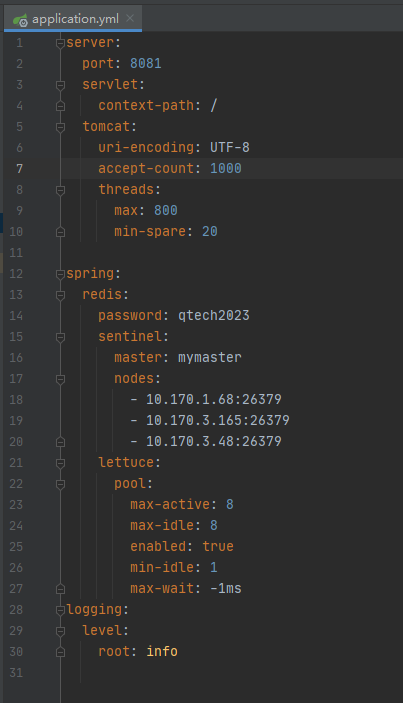 application.yml
1 server:
2 port: 8081
3 servlet:
4 context-path: /
5 tomcat:
6 uri-encoding: UTF-8
7 accept-count: 1000
8 threads:
9 max: 800
10 min-spare: 20
11
12 spring:
13 redis:
14 password: qtech2023
15 sentinel:
16 master: mymaster
17 nodes:
18 - 10.170.1.68:26379
19 - 10.170.3.165:26379
20 - 10.170.3.48:26379
21 lettuce:
22 pool:
23 max-active: 8
24 max-idle: 8
25 enabled: true
26 min-idle: 1
27 max-wait: -1ms
28 logging:
29 level:
30 root: info
31